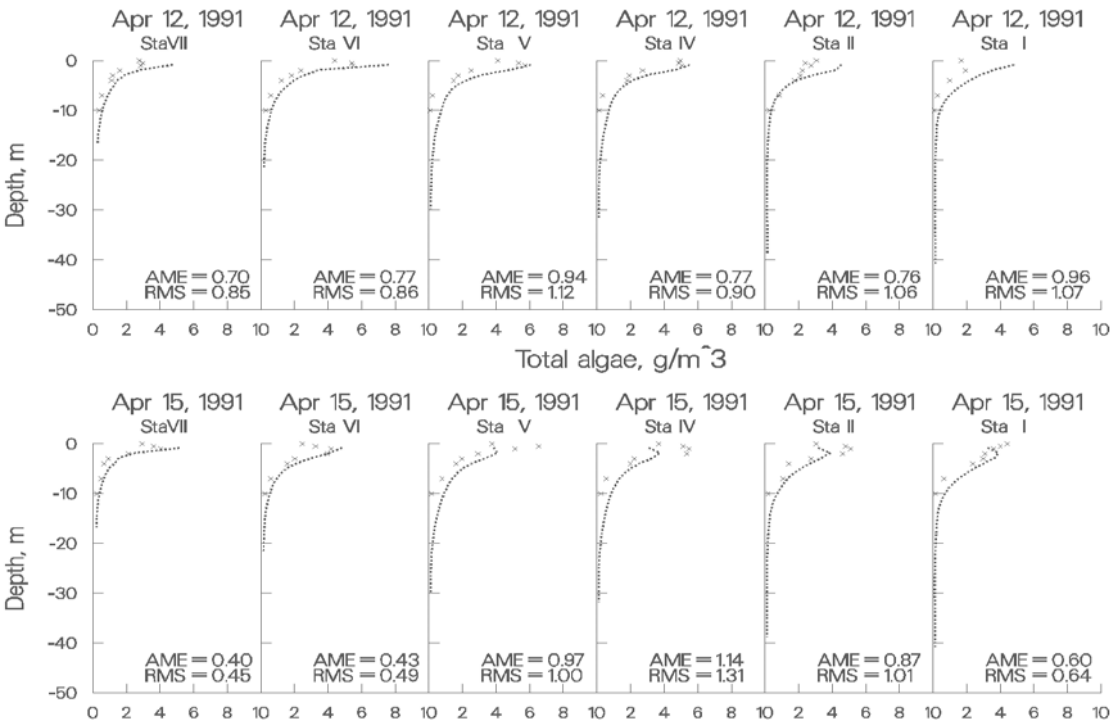 Apr 12, 1991 Apr 12, 1991 Apr 12, 1991 Apr 12, 1991 Apr 12, 1991 Apr 12, 1991
Sta VII Sta VI Sta V Sta IV Sta II Sta I
0
-10
-20
-30
-40
-50
Depth, m
AME = 0.70 AME = 0.77 AME = 0.94 AME = 0.77 AME = 0.76 AME = 0.96
RMS = 0.85 RMS = 0.86 RMS = 1.12 RMS = 0.90 RMS = 1.06 RMS = 1.07
0 2 4 6 8 10 2 4 6 8 10 2 4 6 8 10 2 4 6 8 10 2 4 6 8 10 2 4 6 8 10
Total algae, g/m^3
Apr 15, 1991 Apr 15, 1991 Apr 15, 1991 Apr 15, 1991 Apr 15, 1991 Apr 15, 1991
Sta VII Sta VI Sta V Sta IV Sta II Sta I
0
-10
-20
-30
-40
-50
Depth, m
AME = 0.40 AME = 0.43 AME = 0.97 AME = 1.14 AME = 0.87 AME = 0.60
RMS = 0.45 RMS = 0.49 RMS = 1.00 RMS = 1.31 RMS = 1.01 RMS = 0.64
0 2 4 6 8 10 2 4 6 8 10 2 4 6 8 10 2 4 6 8 10 2 4 6 8 10 2 4 6 8 10